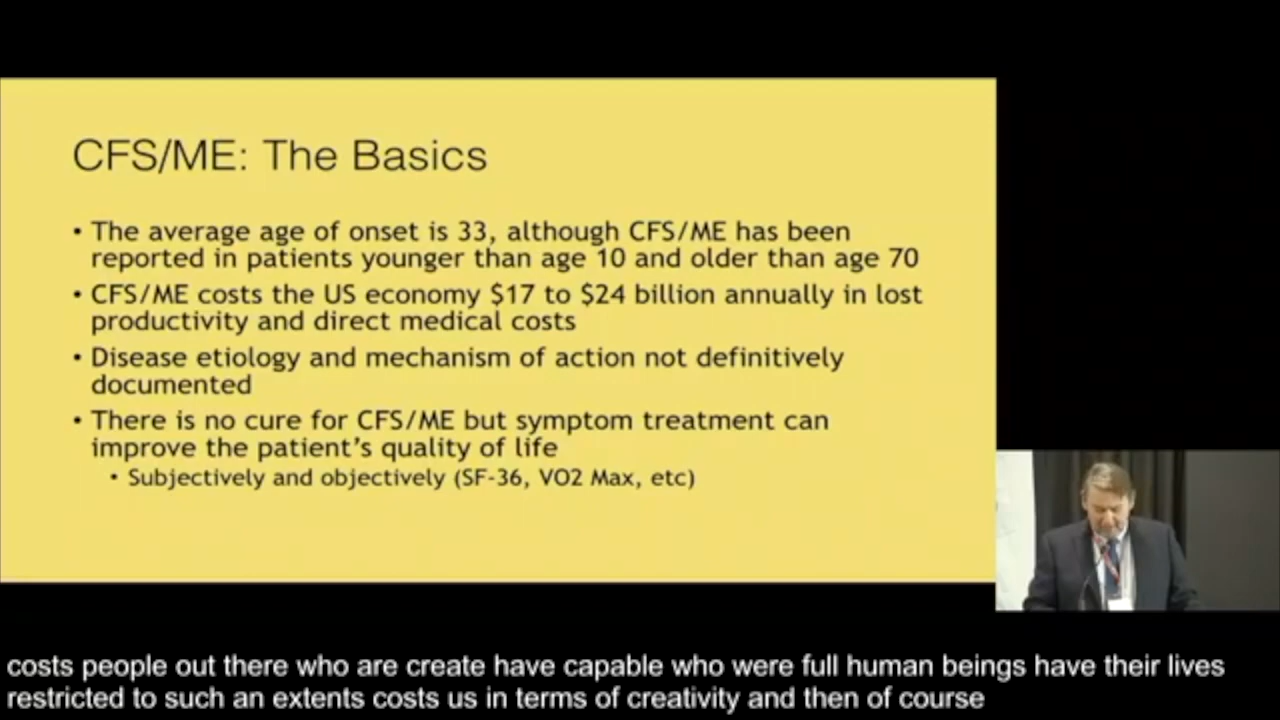 CFS/ME: The Basics
• The average age of onset is 33, although CFS/ME has been
reported in patients younger than age 10 and older than age 70
• CFS/ME costs the US economy $17 to $24 billion annually in lost
productivity and direct medical costs
• Disease etiology and mechanism of action not definitively
documented
• There is no cure for CFS/ME but symptom treatment can
improve the patient's quality of life
• Subjectively and objectively (SF-36, VO2 Max, etc)
costs people out there who are create have capable who were full human beings have their lives
restricted to such an extents costs us in terms of creativity and then of course